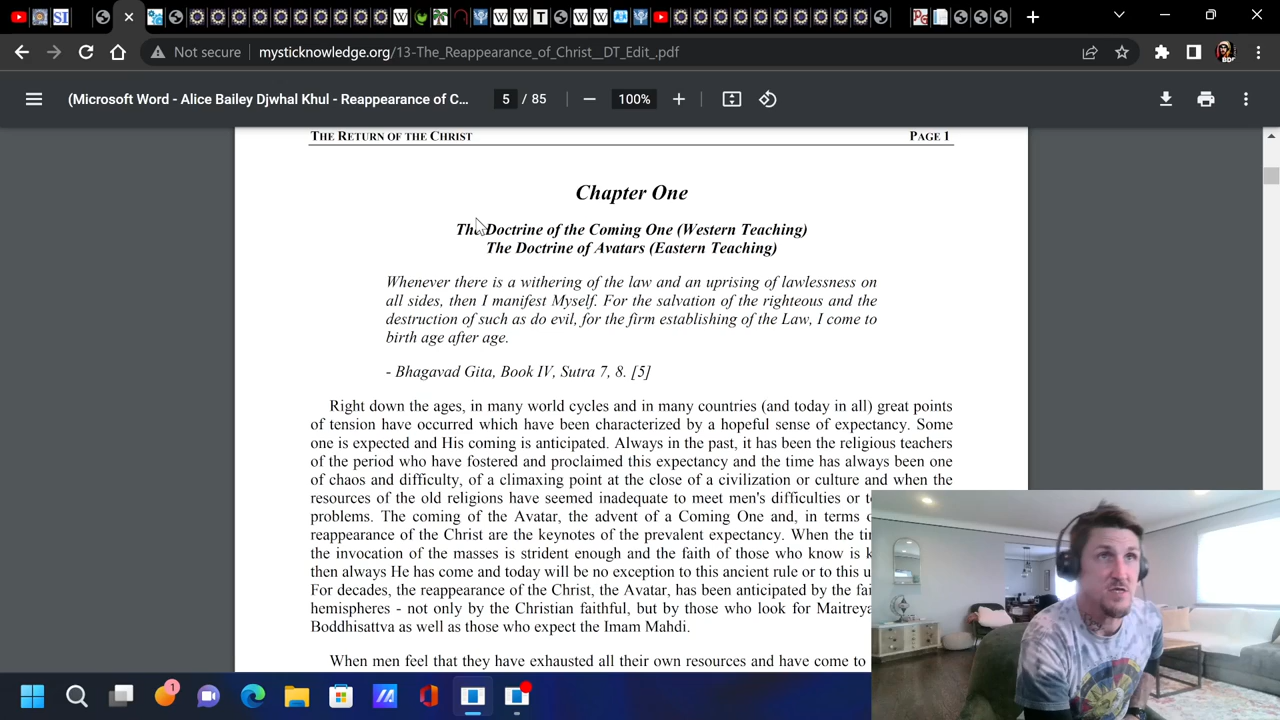 Not secure
mysticknowledge.org/13-The_Reappearance_of_Christ__DT_Edit_.pdf
(Microsoft Word - Alice Bailey Djwhal Khul - Reappearance of C...
5 / 85
100%
THE RETURN OF THE CHRIST PAGE 1
Chapter One
The Doctrine of the Coming One (Western Teaching)
The Doctrine of Avatars (Eastern Teaching)
Whenever there is a withering of the law and an uprising of lawlessness on
all sides, then I manifest Myself. For the salvation of the righteous and the
destruction of such as do evil, for the firm establishing of the Law, I come to
birth age after age.
- Bhagavad Gita, Book IV, Sutra 7, 8. [5]
Right down the ages, in many world cycles and in many countries (and today in all) great points
of tension have occurred which have been characterized by a hopeful sense of expectancy. Some
one is expected and His coming is anticipated. Always in the past, it has been the religious teachers
of the period who have fostered and proclaimed this expectancy and the time has always been one
of chaos and difficulty, of a climaxing point at the close of a civilization or culture and when the
resources of the old religions have seemed inadequate to meet men's difficulties or
problems. The coming of the Avatar, the advent of a Coming One and, in terms
reappearance of the Christ are the keynotes of the prevalent expectancy. When the
the invocation of the masses is strident enough and the faith of those who know is
then always He has come and today will be no exception to this ancient rule or to this
For decades, the reappearance of the Christ, the Avatar, has been anticipated by the
hemispheres - not only by the Christian faithful, but by those who look for Maitreya
Boddhisattva as well as those who expect the Imam Mahdi.
When men feel that they have exhausted all their own resources and have come to